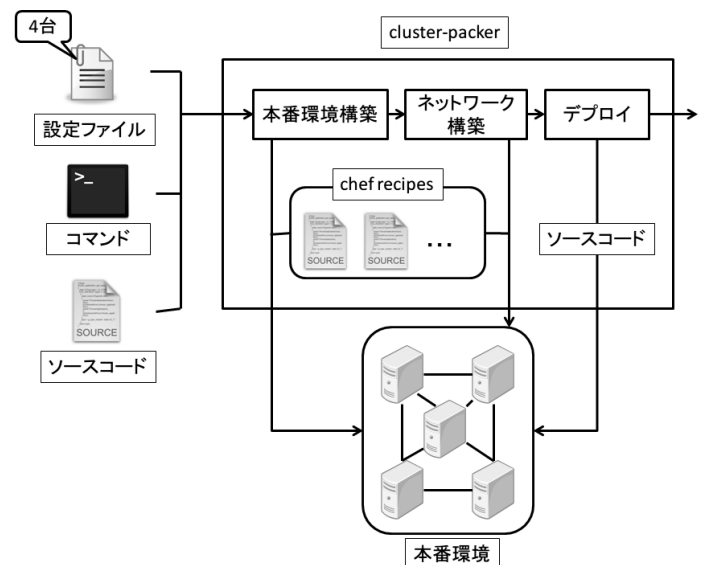 4台
設定ファイル
>_
コマンド
SOURCE
ソースコード
cluster-packer
本番環境構築
ネットワーク
構築
デプロイ
chef recipes
SOURCE
SOURCE
...
ソースコード
本番環境